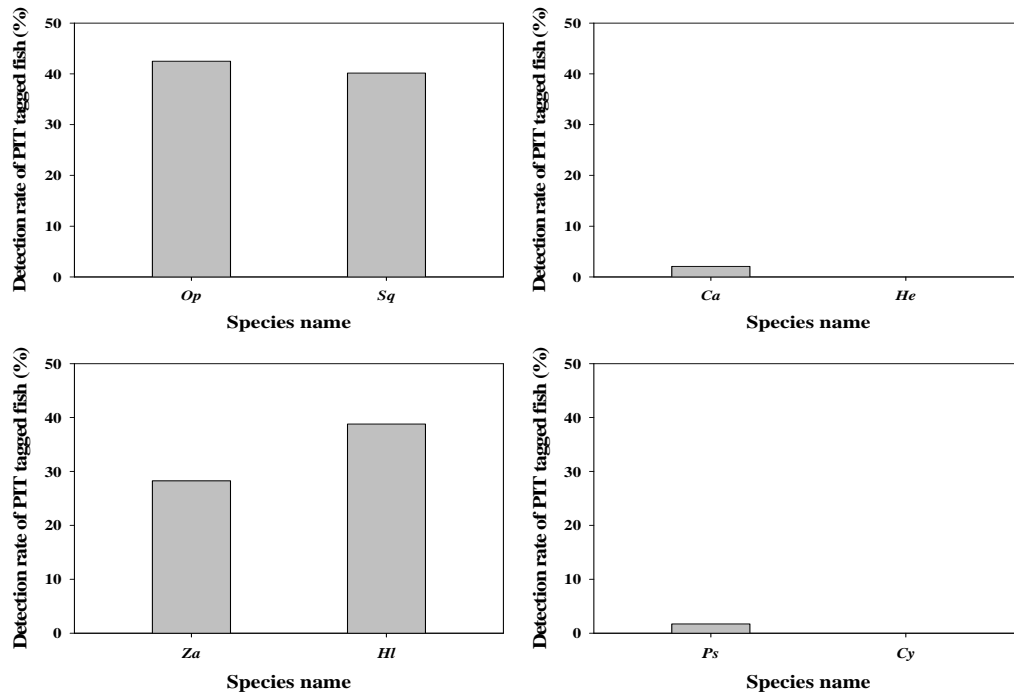 Detection rate of PIT tagged fish (%)
50
40
30
20
10
0
Op Sq
Species name
Detection rate of PIT tagged fish (%)
50
40
30
20
10
0
Ca He
Species name
Detection rate of PIT tagged fish (%)
50
40
30
20
10
0
Za Hl
Species name
Detection rate of PIT tagged fish (%)
50
40
30
20
10
0
Ps Cy
Species name